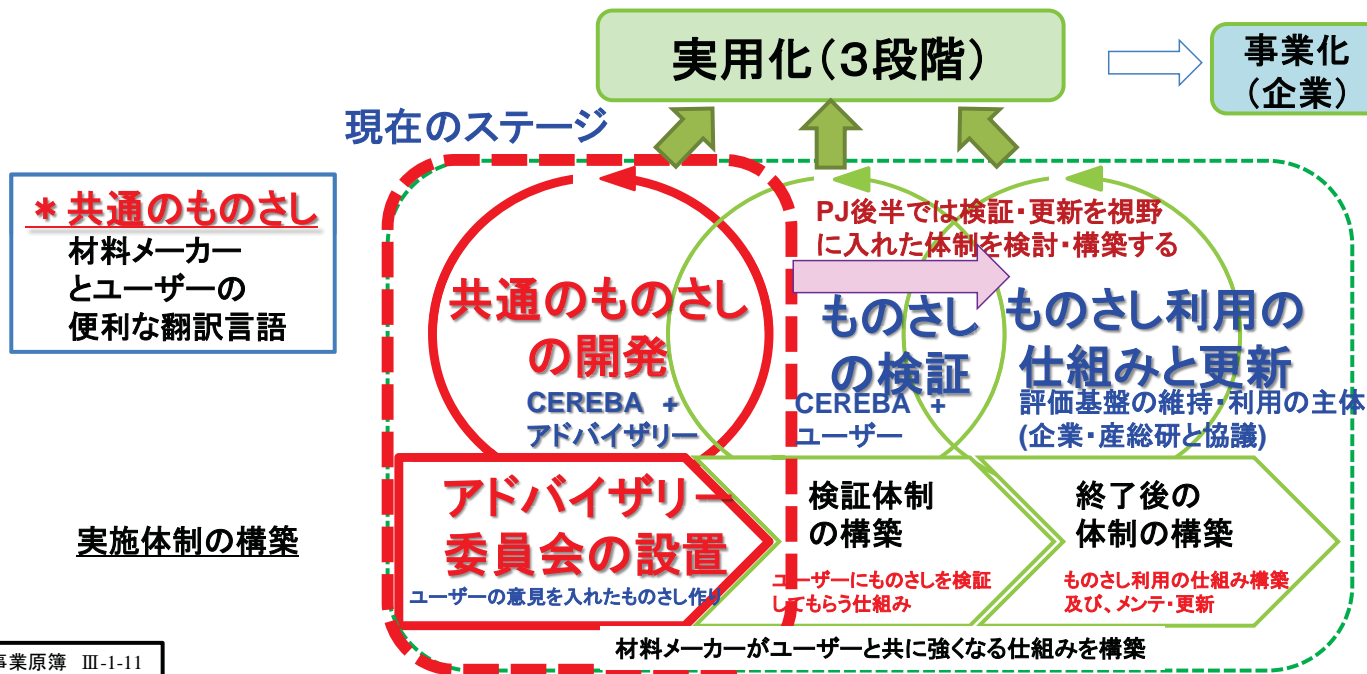 実用化(3段階)
事業化
(企業)
現在のステージ
*共通のものさし
材料メーカー
とユーザーの
便利な翻訳言語
PJ後半では検証・更新を視野
に入れた体制を検討・構築する
共通のものさし
の開発
CEREBA +
アドバイザリー
ものさし
の検証
CEREBA +
ユーザー
ものさし利用の
仕組みと更新
評価基盤の維持・利用の主体
(企業・産総研と協議)
実施体制の構築
アドバイザリー
委員会の設置
ユーザーの意見を入れたものさし作り
検証体制
の構築
ユーザーにものさしを検証
してもらう仕組み
終了後の
体制の構築
ものさし利用の仕組み構築
及び、メンテ・更新
材料メーカーがユーザーと共に強くなる仕組みを構築
事業原簿 Ⅲ-1-11